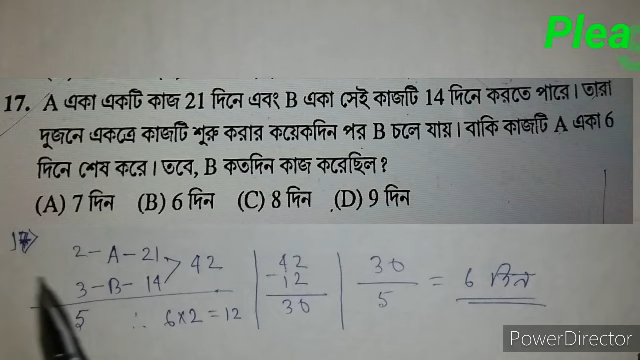 Plea
17. A একা একটি কাজ 21 দিনে এবং B একা সেই কাজটি 14 দিনে করতে পারে। তারা
দুজনে একত্রে কাজটি শুরু করার কয়েকদিন পর B চলে যায়। বাকি কাজটি A একা 6
দিনে শেষ করে। তবে, B কতদিন কাজ করেছিল ?
(A) 7 দিন (B) 6 দিন (C) 8 দিন (D) 9 দিন
17
2-A-21 > 42
3-B-14
5 ∴ 6×2=12
42
-12
30
30
5
= 6 দিন
POWERED BY PowerDirector